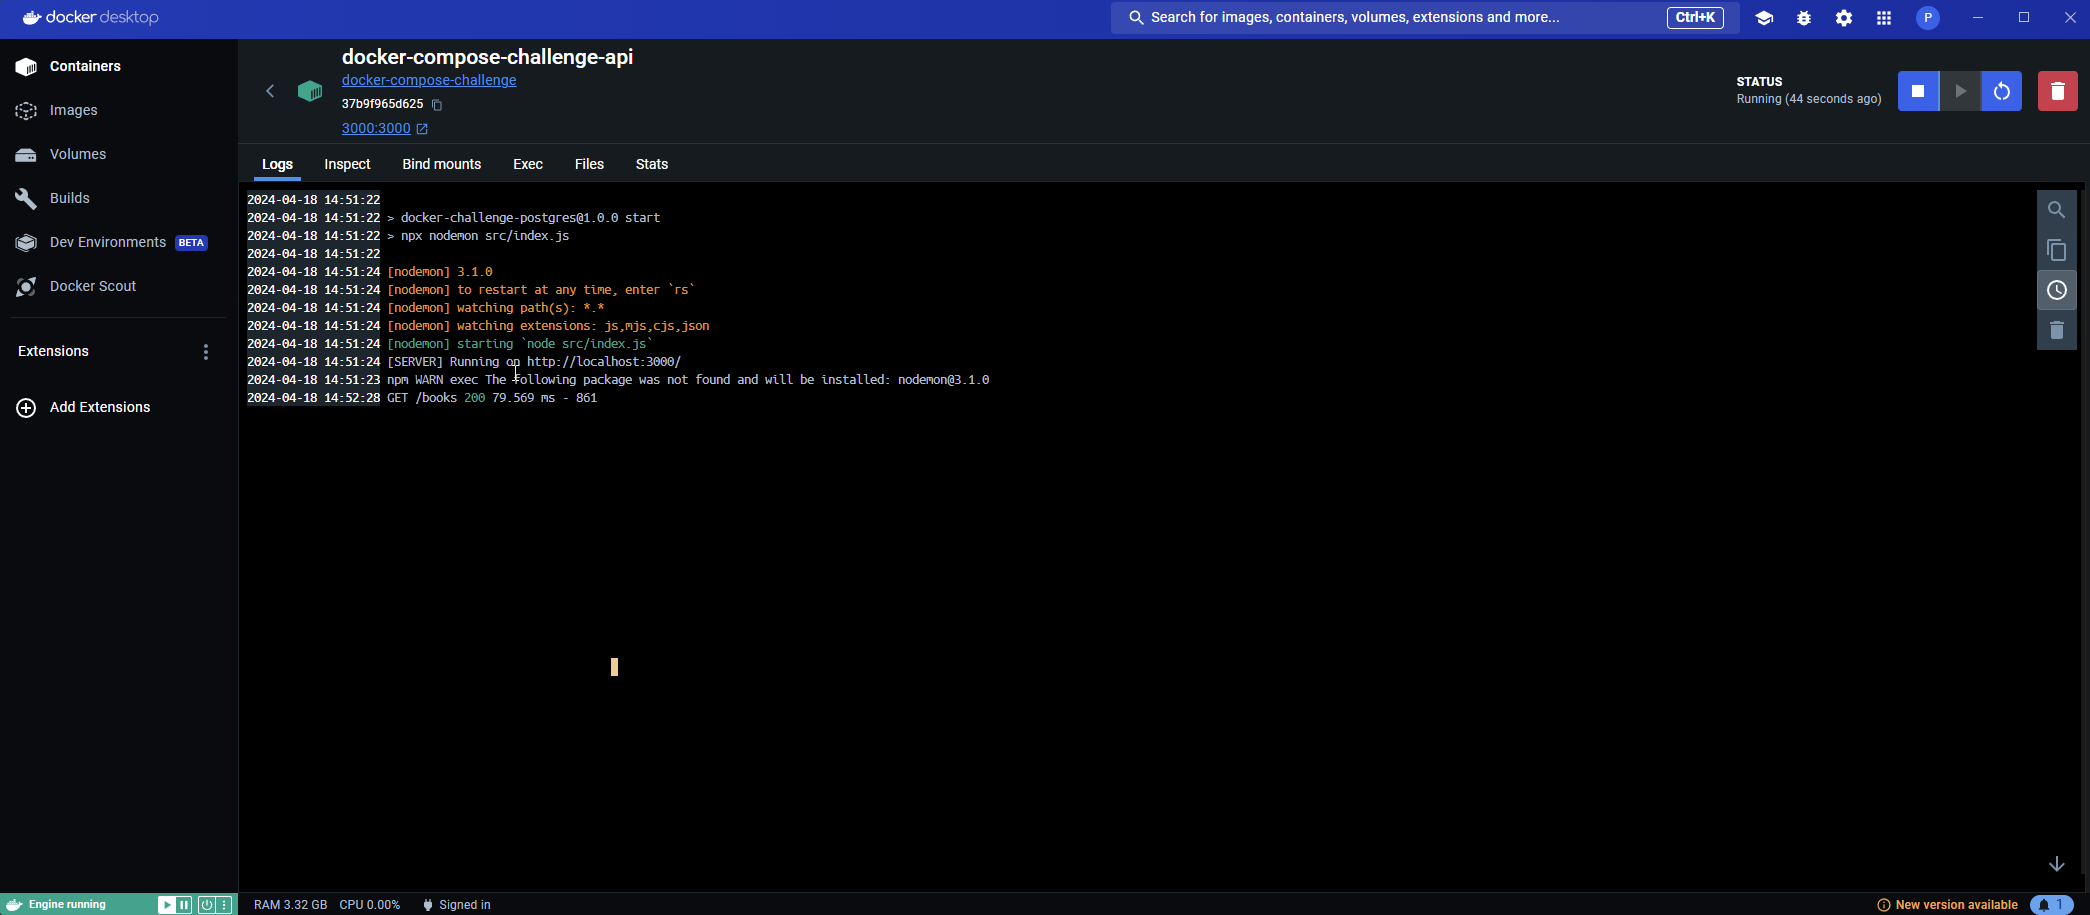 docker desktop
Search for images, containers, volumes, extensions and more...
Ctrl+K
P
Containers
Images
Volumes
Builds
Dev Environments BETA
Docker Scout
Extensions
Add Extensions
docker-compose-challenge-api
docker-compose-challenge
37b9f965d625
3000:3000
STATUS
Running (44 seconds ago)
Logs Inspect Bind mounts Exec Files Stats
2024-04-18 14:51:22
2024-04-18 14:51:22 > docker-challenge-postgres@1.0.0 start
2024-04-18 14:51:22 > npx nodemon src/index.js
2024-04-18 14:51:22
2024-04-18 14:51:24 [nodemon] 3.1.0
2024-04-18 14:51:24 [nodemon] to restart at any time, enter `rs`
2024-04-18 14:51:24 [nodemon] watching path(s): *.*
2024-04-18 14:51:24 [nodemon] watching extensions: js,mjs,cjs,json
2024-04-18 14:51:24 [nodemon] starting `node src/index.js`
2024-04-18 14:51:24 [SERVER] Running on http://localhost:3000/
2024-04-18 14:51:23 npm WARN exec The following package was not found and will be installed: nodemon@3.1.0
2024-04-18 14:52:28 GET /books 200 79.569 ms - 861
Engine running
RAM 3.32 GB CPU 0.00% Signed in
New version available
1